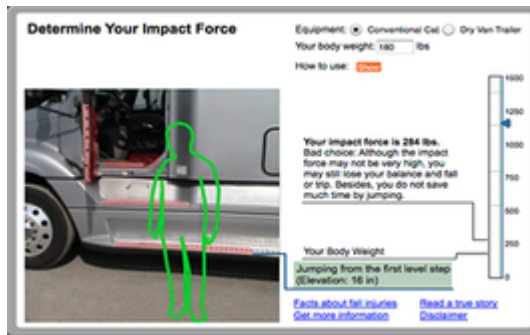 Determine Your Impact Force
Equipment: Conventional Cab Dry Van Trailer
Your body weight: 180 lbs
How to use: Show
Your impact force is 284 lbs.
Bad choice: Although the impact
force may not be very high, you
may still lose your balance and fall
or trip. Besides, you do not save
much time by jumping.
Your Body Weight
Jumping from the first level step
(Elevation: 16 in)
1500
1250
1000
750
500
250
0
Facts about fall injuries Read a true story
Get more information Disclaimer